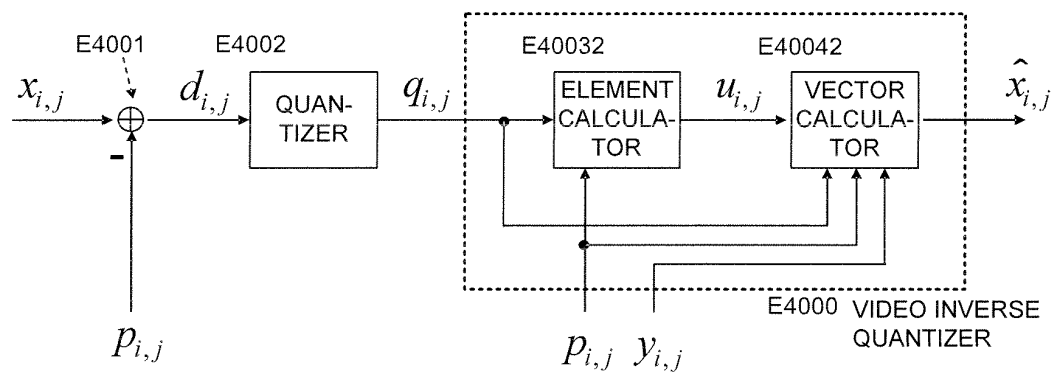 E4001
E4002
E40032
E40042
x_{i,j}
d_{i,j}
q_{i,j}
u_{i,j}
x̂_{i,j}
-
QUAN-
TIZER
ELEMENT
CALCULA-
TOR
VECTOR
CALCULA-
TOR
E4000 VIDEO INVERSE
QUANTIZER
p_{i,j}
p_{i,j}
y_{i,j}